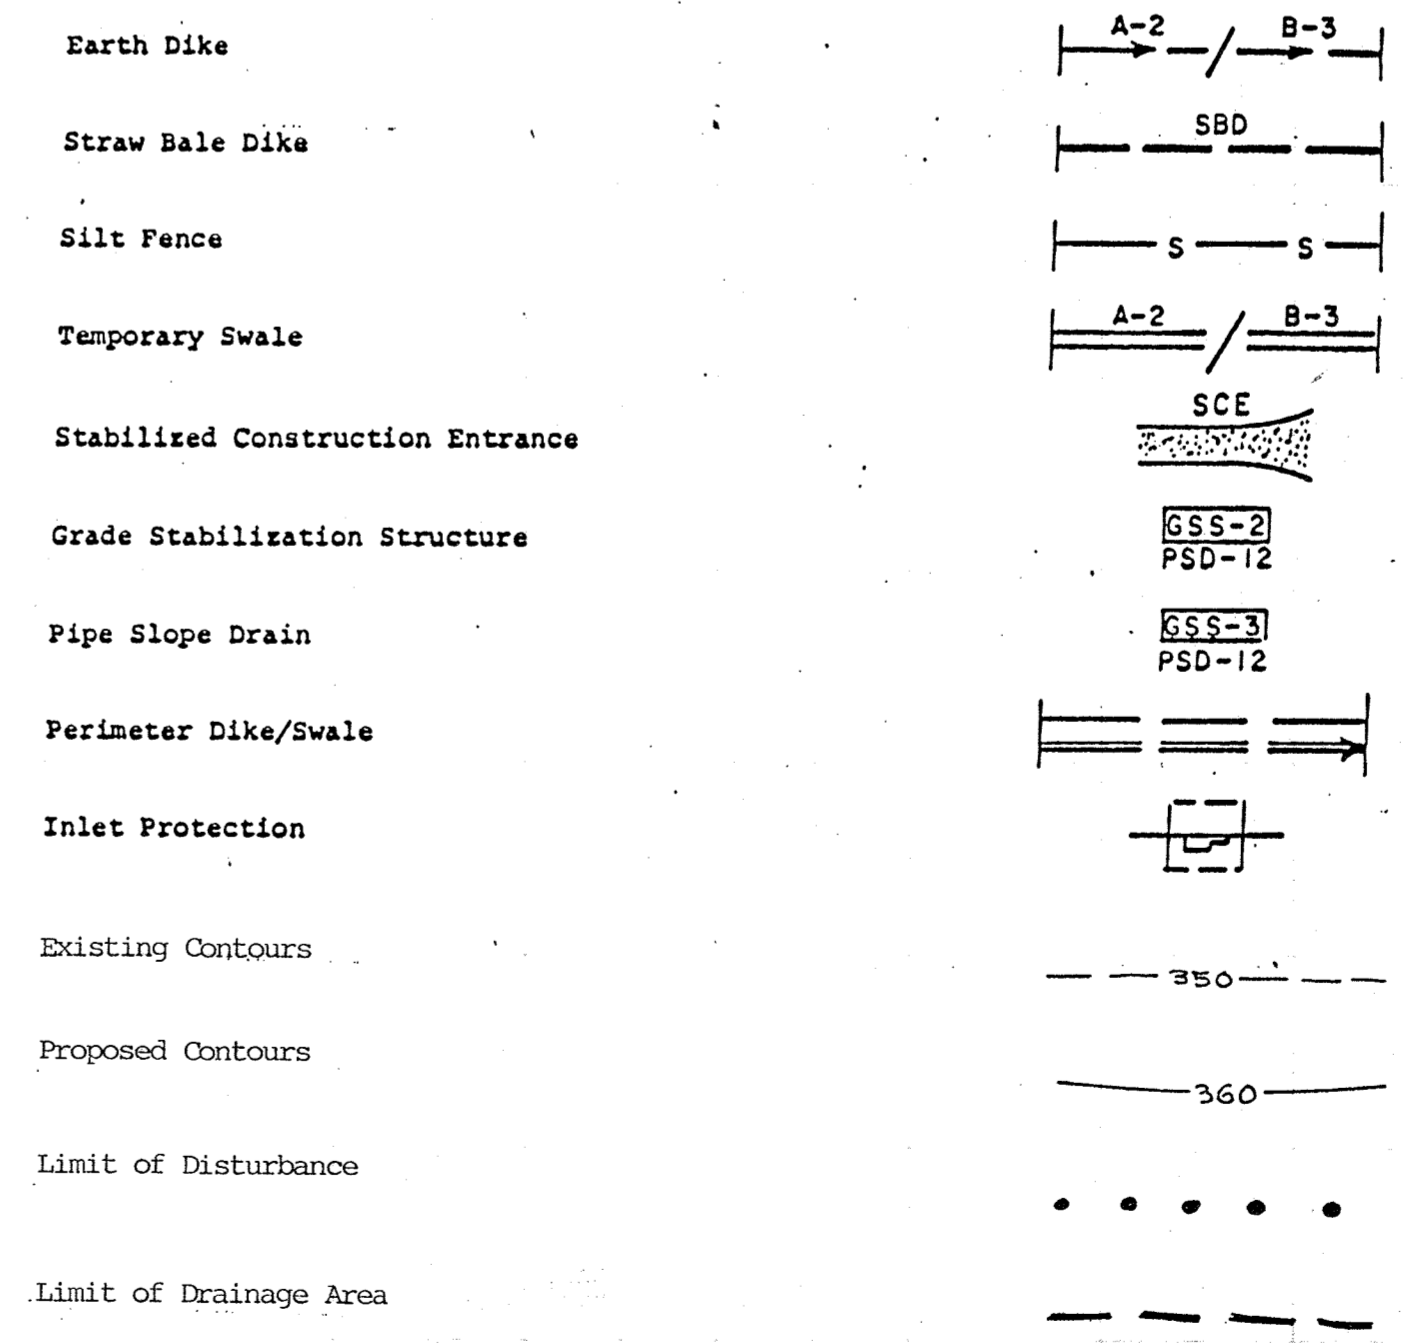 Earth Dike A-2 B-3
Straw Bale Dike SBD
Silt Fence S S
Temporary Swale A-2 B-3
Stabilized Construction Entrance SCE
Grade Stabilization Structure GSS-2
PSD-12
Pipe Slope Drain GSS-3
PSD-12
Perimeter Dike/Swale
Inlet Protection
Existing Contours 350
Proposed Contours 360
Limit of Disturbance
Limit of Drainage Area